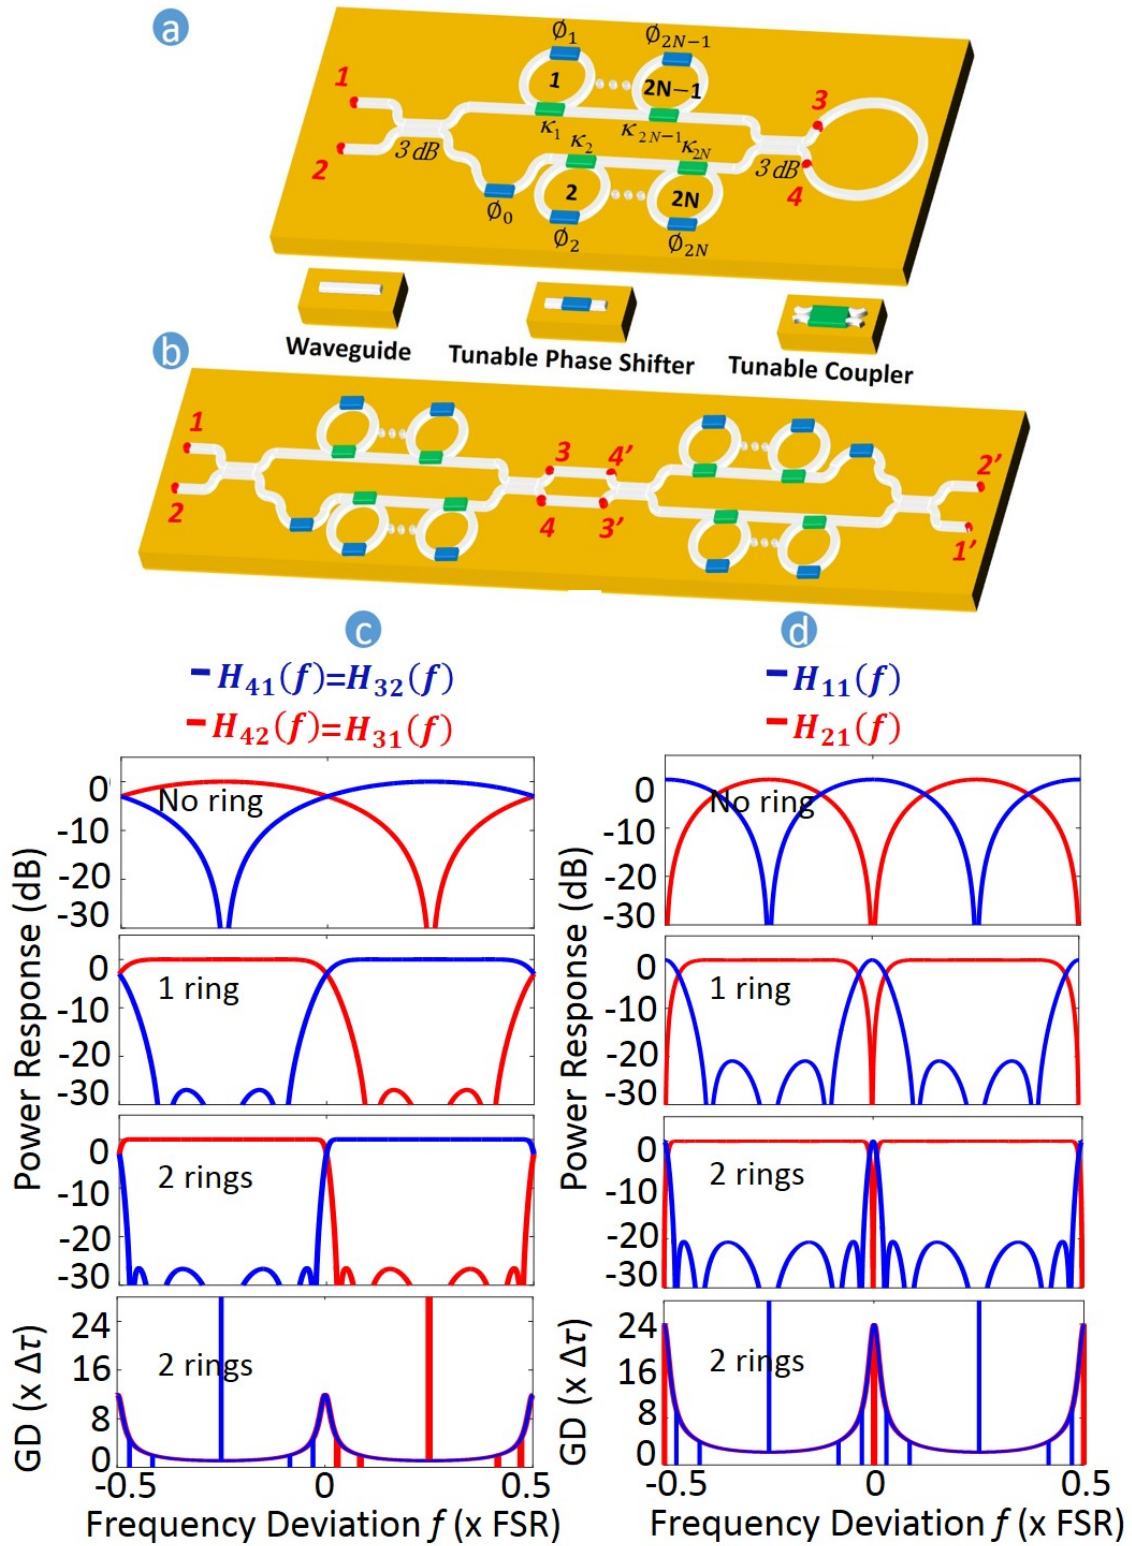 a
1
2
3 dB
∅1
1
∅2N−1
2N−1
κ1
κ2
κ2N−1
κ2N
∅0
2
∅2
2N
∅2N
3 dB
3
4
Waveguide
Tunable Phase Shifter
Tunable Coupler
b
1
2
3
4'
4
3'
2'
1'
c
H41(f)=H32(f)
H42(f)=H31(f)
d
H11(f)
H21(f)
Power Response (dB)
0
-10
-20
-30
No ring
0
-10
-20
-30
1 ring
0
-10
-20
-30
2 rings
GD (x Δτ)
24
16
8
0
2 rings
-0.5
0
0.5
Frequency Deviation f (x FSR)
Power Response (dB)
0
-10
-20
-30
No ring
0
-10
-20
-30
1 ring
0
-10
-20
-30
2 rings
GD (x Δτ)
24
16
8
0
2 rings
-0.5
0
0.5
Frequency Deviation f (x FSR)